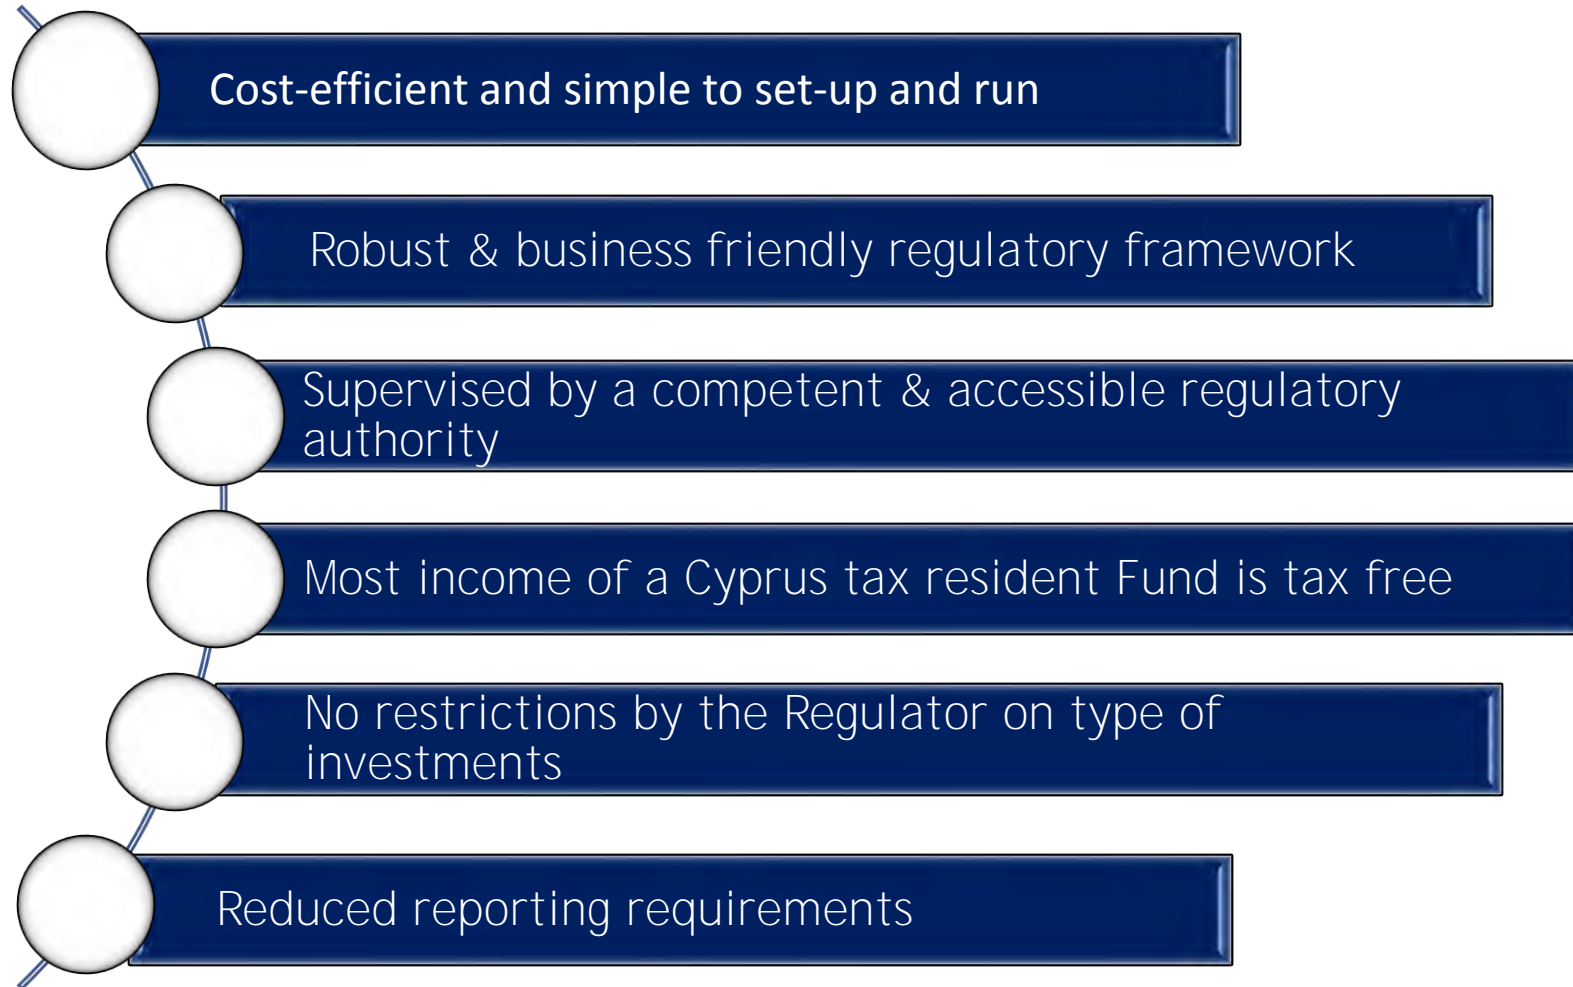 Cost-efficient and simple to set-up and run
Robust & business friendly regulatory framework
Supervised by a competent & accessible regulatory
authority
Most income of a Cyprus tax resident Fund is tax free
No restrictions by the Regulator on type of
investments
Reduced reporting requirements